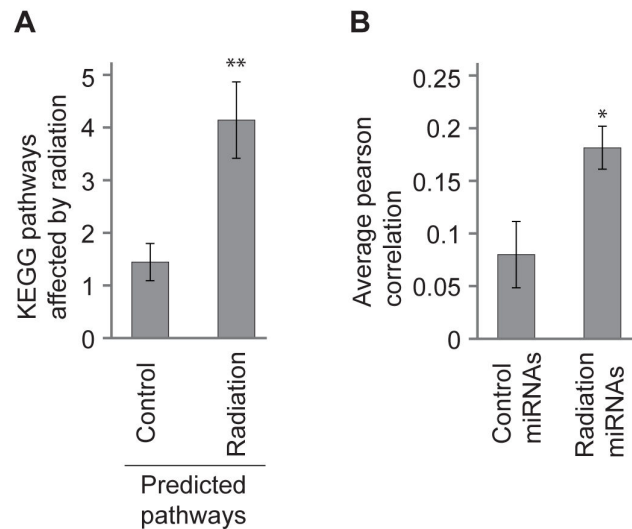 A
KEGG pathways
affected by radiation
5
4
3
2
1
0
**
Control
Radiation
Predicted
pathways
B
Average pearson
correlation
0.25
0.2
0.15
0.1
0.05
0
*
Control
miRNAs
Radiation
miRNAs